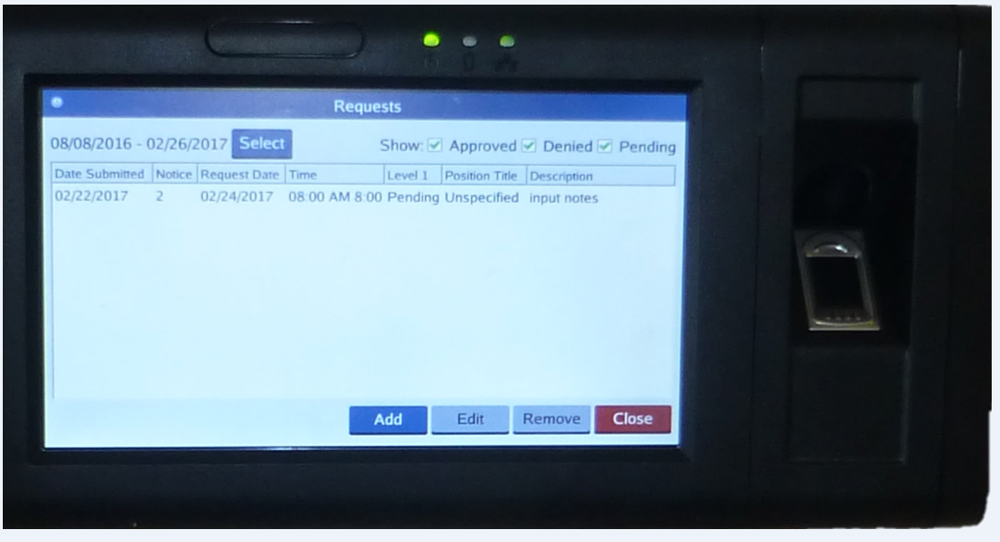 Requests
08/08/2016 - 02/26/2017 Select Show: Approved Denied Pending
Date Submitted Notice Request Date Time Level 1 Position Title Description
02/22/2017 2 02/24/2017 08:00 AM 8:00 Pending Unspecified input notes
Add Edit Remove Close